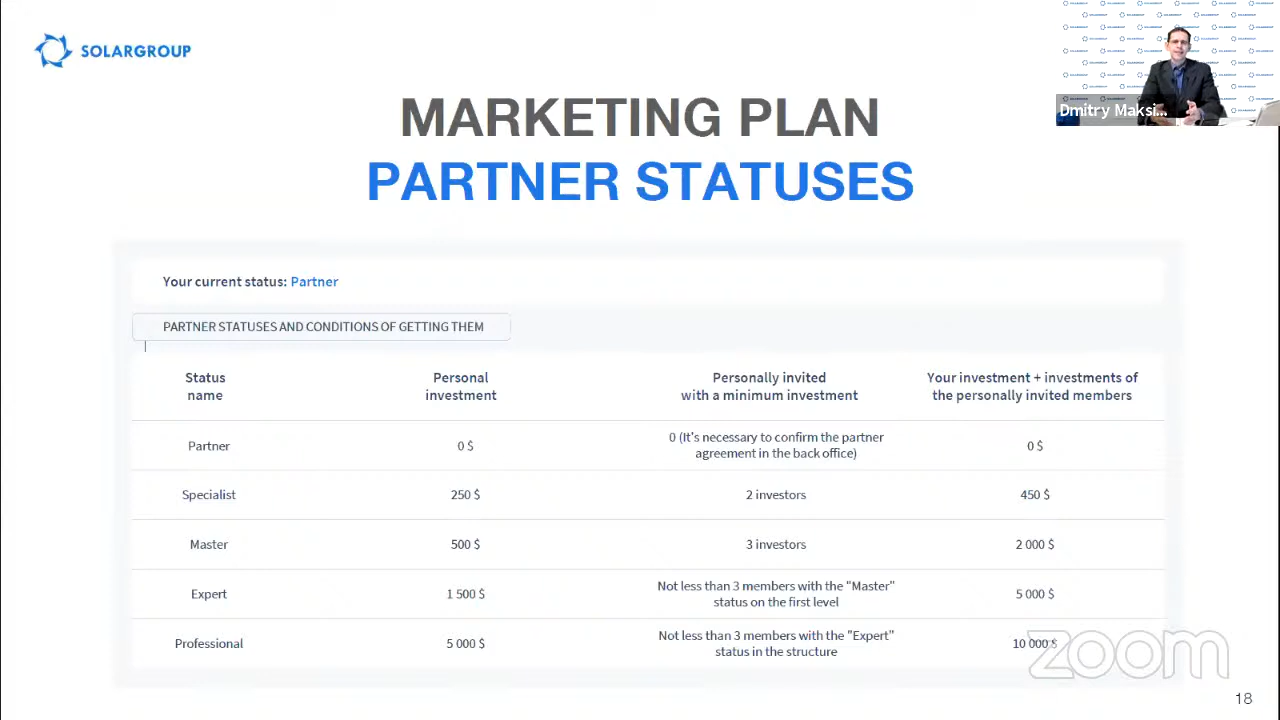 SOLARGROUP
Dmitry Maksi...
MARKETING PLAN
PARTNER STATUSES
Your current status: Partner
PARTNER STATUSES AND CONDITIONS OF GETTING THEM
Status
name
Personal
investment
Personally invited
with a minimum investment
Your investment + investments of
the personally invited members
Partner
0 $
0 (It's necessary to confirm the partner
agreement in the back office)
0 $
Specialist
250 $
2 investors
450 $
Master
500 $
3 investors
2 000 $
Expert
1 500 $
Not less than 3 members with the "Master"
status on the first level
5 000 $
Professional
5 000 $
Not less than 3 members with the "Expert"
status in the structure
10 000 $
zoom
18